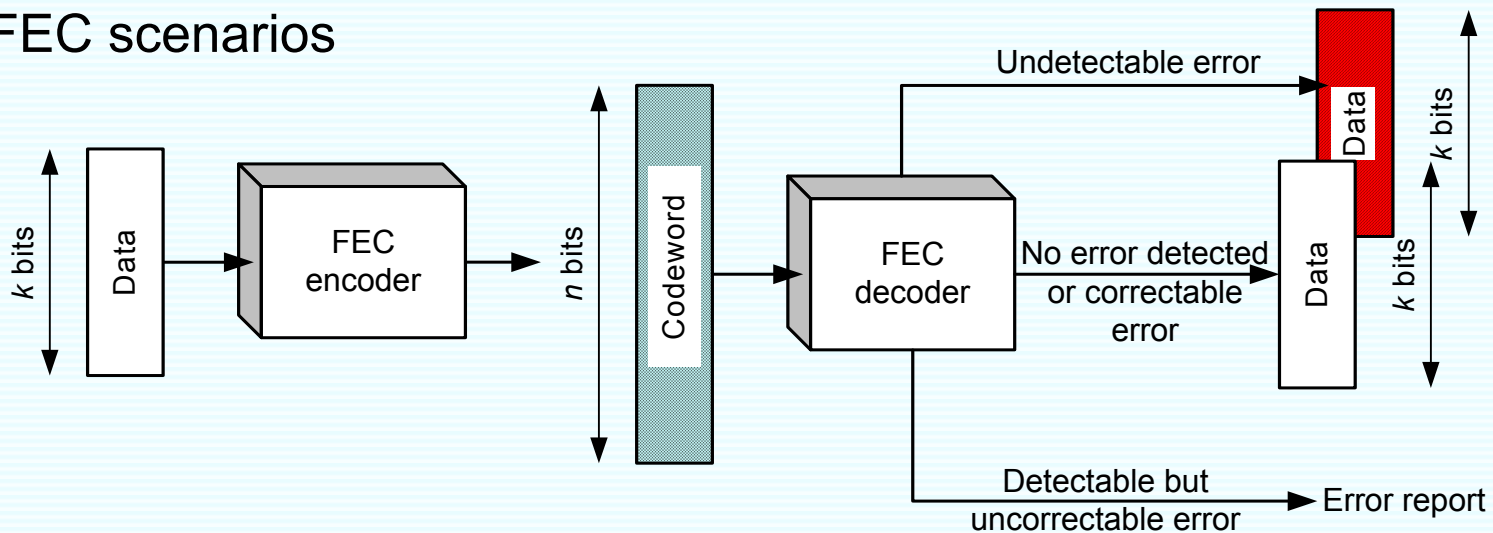 FEC scenarios
k bits
Data
FEC
encoder
n bits
Codeword
FEC
decoder
Undetectable error
No error detected
or correctable
error
Detectable but
uncorrectable error
Data
k bits
Data
k bits
Error report